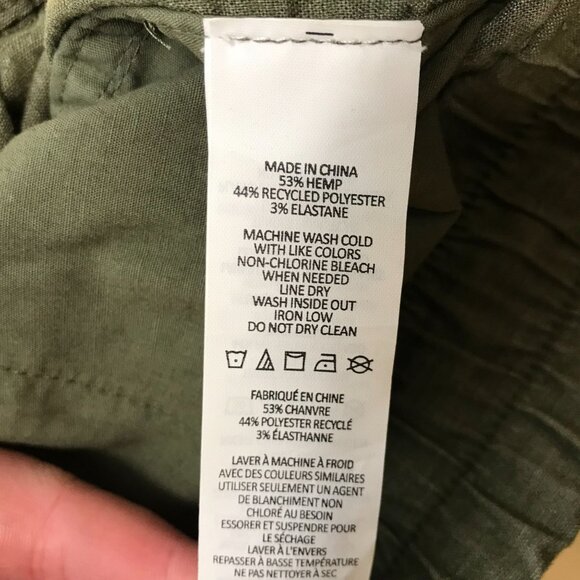 MADE IN CHINA
53% HEMP
44% RECYCLED POLYESTER
3% ELASTANE
MACHINE WASH COLD
WITH LIKE COLORS
NON-CHLORINE BLEACH
WHEN NEEDED
LINE DRY
WASH INSIDE OUT
IRON LOW
DO NOT DRY CLEAN
FABRIQUÉ EN CHINE
53% CHANVRE
44% POLYESTER RECYCLÉ
3% ÉLASTHANNE
LAVER À MACHINE À FROID
AVEC DES COULEURS SIMILAIRES
UTILISER SEULEMENT UN AGENT
DE BLANCHIMENT NON
CHLORÉ AU BESOIN
ESSORER ET SUSPENDRE POUR
LE SÉCHAGE
LAVER À L'ENVERS
REPASSER À BASSE TEMPÉRATURE
NE PAS NETTOYER À SEC